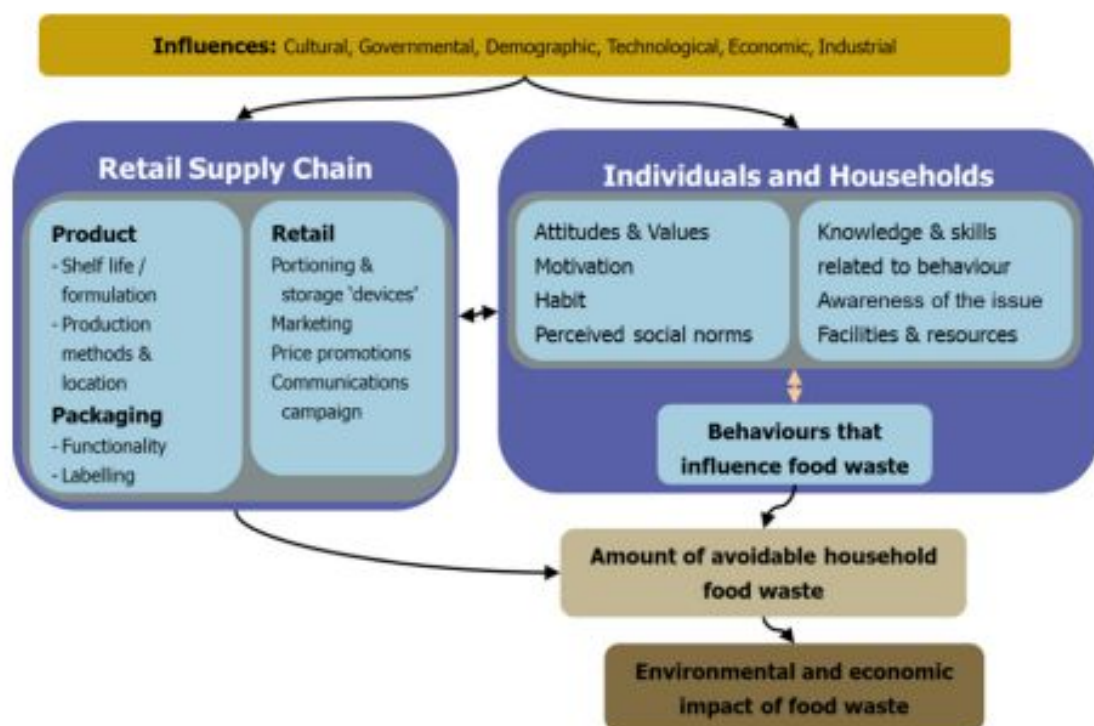 Influences: Cultural, Governmental, Demographic, Technological, Economic, Industrial
Retail Supply Chain
Product
- Shelf life /
formulation
- Production
methods &
location
Packaging
- Functionality
- Labelling
Retail
Portioning &
storage 'devices'
Marketing
Price promotions
Communications
campaign
Individuals and Households
Attitudes & Values
Motivation
Habit
Perceived social norms
Knowledge & skills
related to behaviour
Awareness of the issue
Facilities & resources
Behaviours that
influence food waste
Amount of avoidable household
food waste
Environmental and economic
impact of food waste